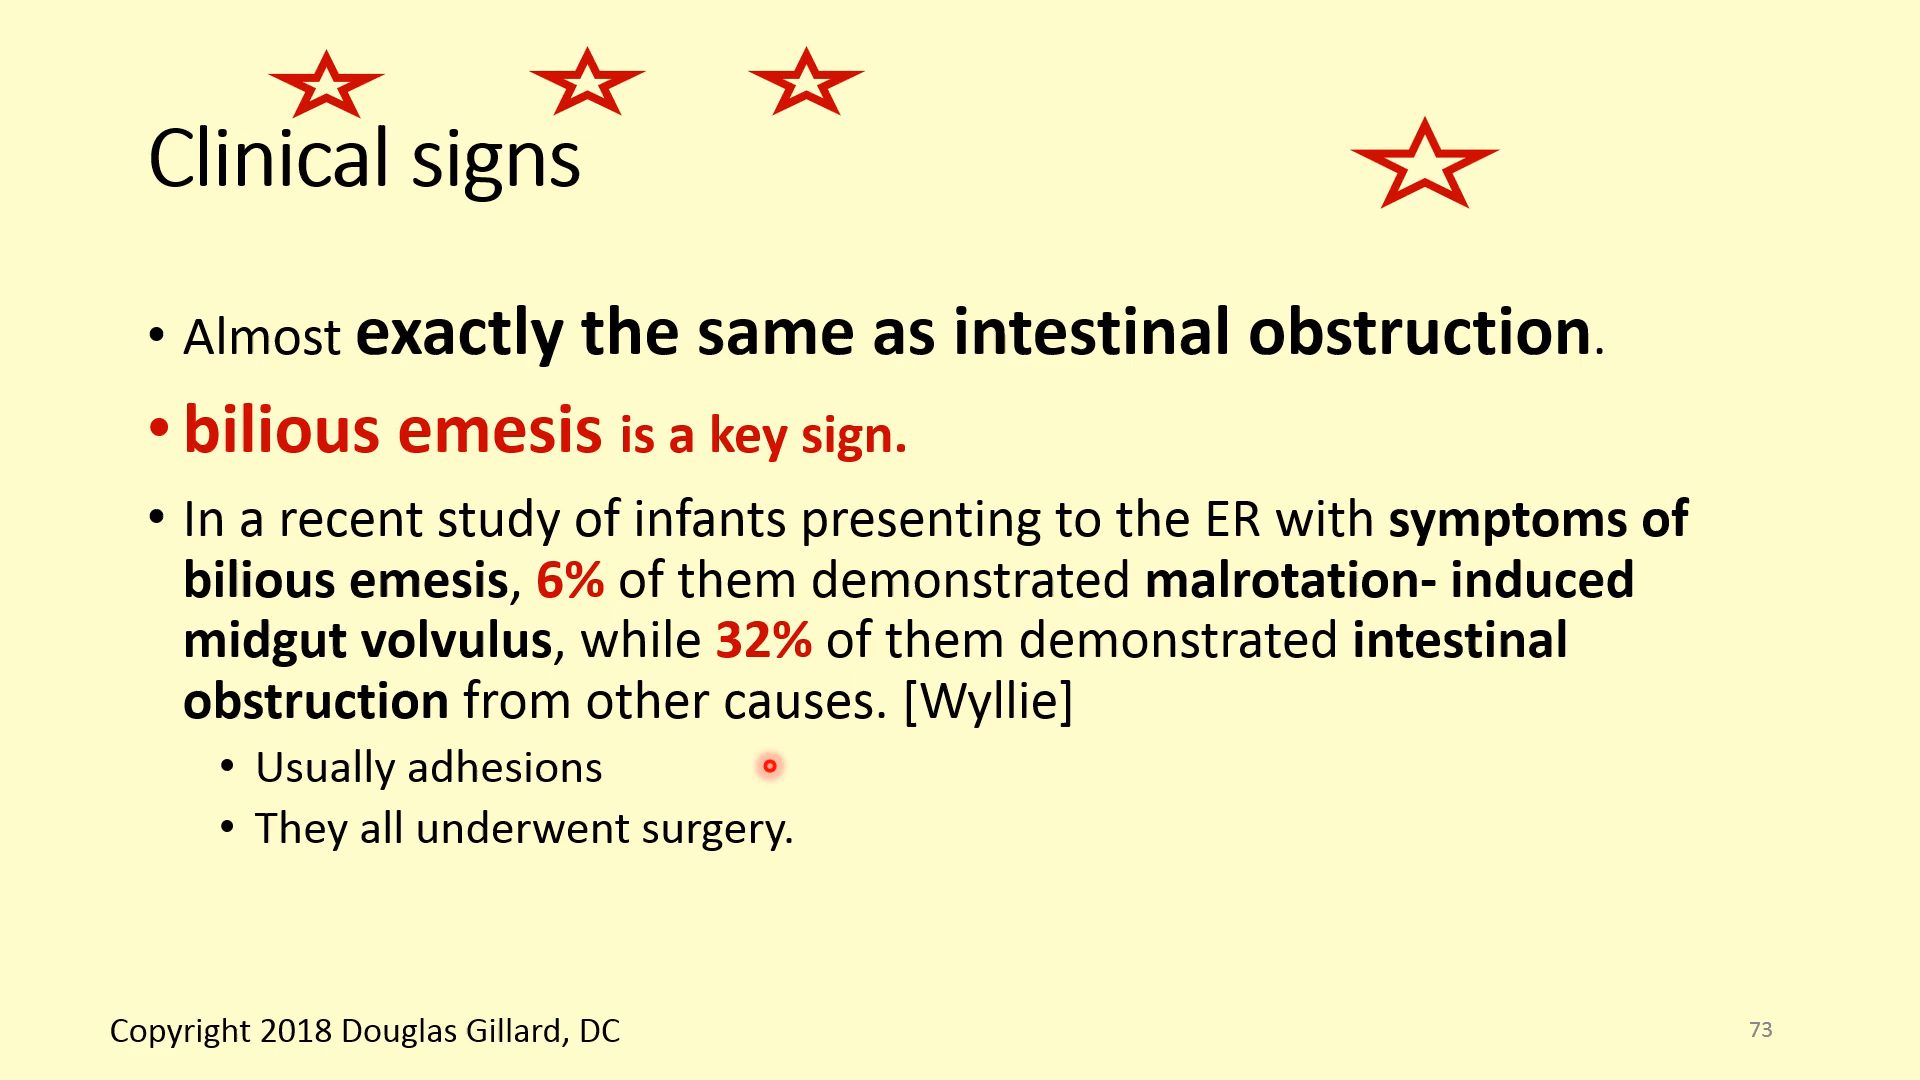 Clinical signs
• Almost exactly the same as intestinal obstruction.
• bilious emesis is a key sign.
• In a recent study of infants presenting to the ER with symptoms of
bilious emesis, 6% of them demonstrated malrotation- induced
midgut volvulus, while 32% of them demonstrated intestinal
obstruction from other causes. [Wyllie]
• Usually adhesions
• They all underwent surgery.
Copyright 2018 Douglas Gillard, DC
73